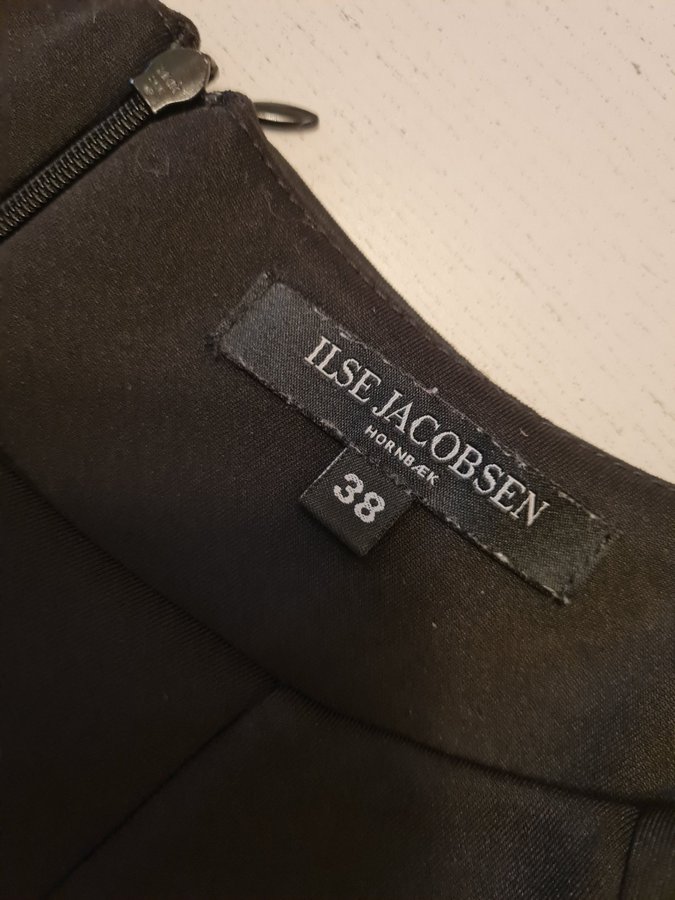 ILSE JACOBSEN
HORNBÆK
38